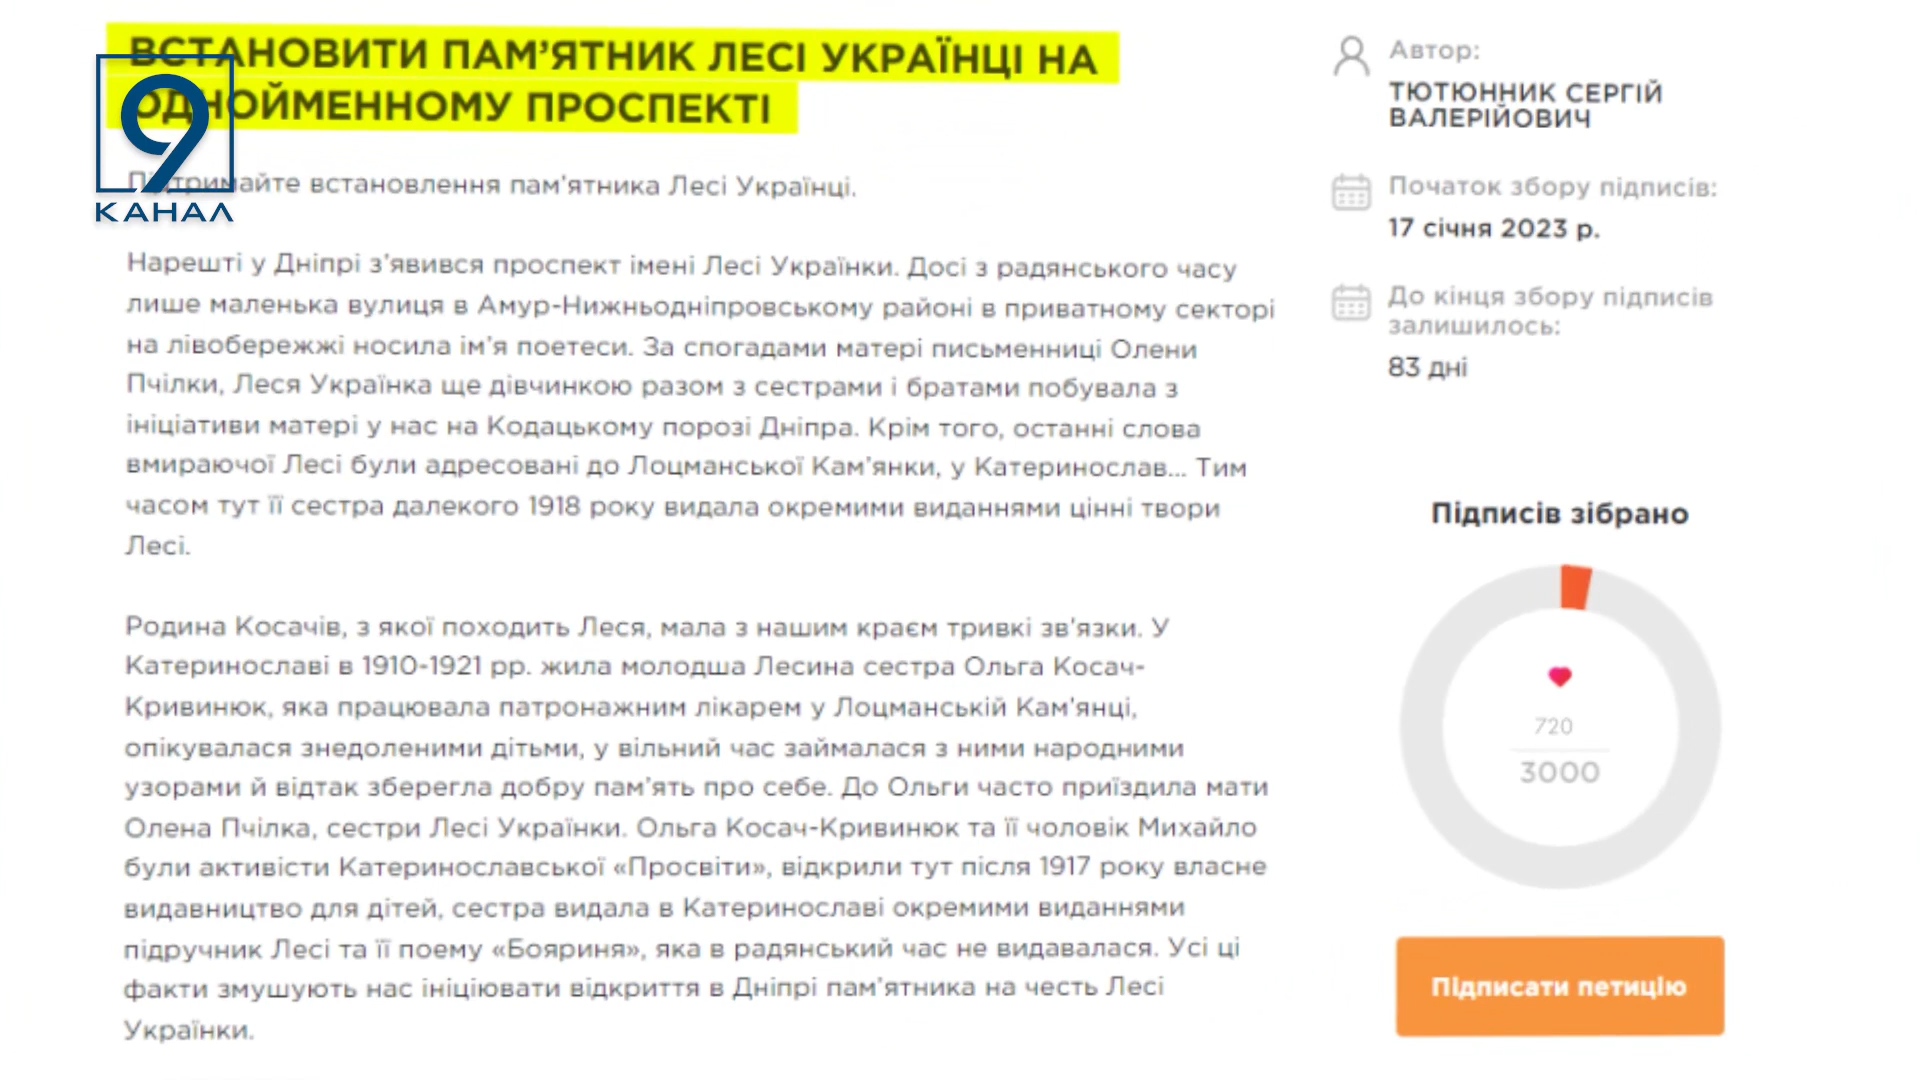 ВСТАНОВИТИ ПАМ’ЯТНИК ЛЕСІ УКРАЇНЦІ НА
ОДНОЙМЕННОМУ ПРОСПЕКТІ
9
КАНАЛ
Підтримайте встановлення пам'ятника Лесі Українці.
Нарешті у Дніпрі з'явився проспект імені Лесі Українки. Досі з радянського часу
лише маленька вулиця в Амур-Нижньодніпровському районі в приватному секторі
на лівобережжі носила ім'я поетеси. За спогадами матері письменниці Олени
Пчілки, Леся Українка ще дівчинкою разом з сестрами і братами побувала з
ініціативи матері у нас на Кодацькому порозі Дніпра. Крім того, останні слова
вмираючої Лесі були адресовані до Лоцманської Кам'янки, у Катеринослав... Тим
часом тут її сестра далекого 1918 року видала окремими виданнями цінні твори
Лесі.
Родина Косачів, з якої походить Леся, мала з нашим краєм тривкі зв'язки. У
Катеринославі в 1910-1921 рр. жила молодша Лесина сестра Ольга Косач-
Кривинюк, яка працювала патронажним лікарем у Лоцманській Кам'янці,
опікувалася знедоленими дітьми, у вільний час займалася з ними народними
узорами й відтак зберегла добру пам'ять про себе. До Ольги часто приїздила мати
Олена Пчілка, сестри Лесі Українки. Ольга Косач-Кривинюк та її чоловік Михайло
були активісти Катеринославської «Просвіти», відкрили тут після 1917 року власне
видавництво для дітей, сестра видала в Катеринославі окремими виданнями
підручник Лесі та її поему «Бояриня», яка в радянський час не видавалася. Усі ці
факти змушують нас ініціювати відкриття в Дніпрі пам'ятника на честь Лесі
Українки.
Автор:
ТЮТЮННИК СЕРГІЙ
ВАЛЕРІЙОВИЧ
Початок збору підписів:
17 січня 2023 р.
До кінця збору підписів
залишилось:
83 дні
Підписів зібрано
720
3000
Підписати петицію